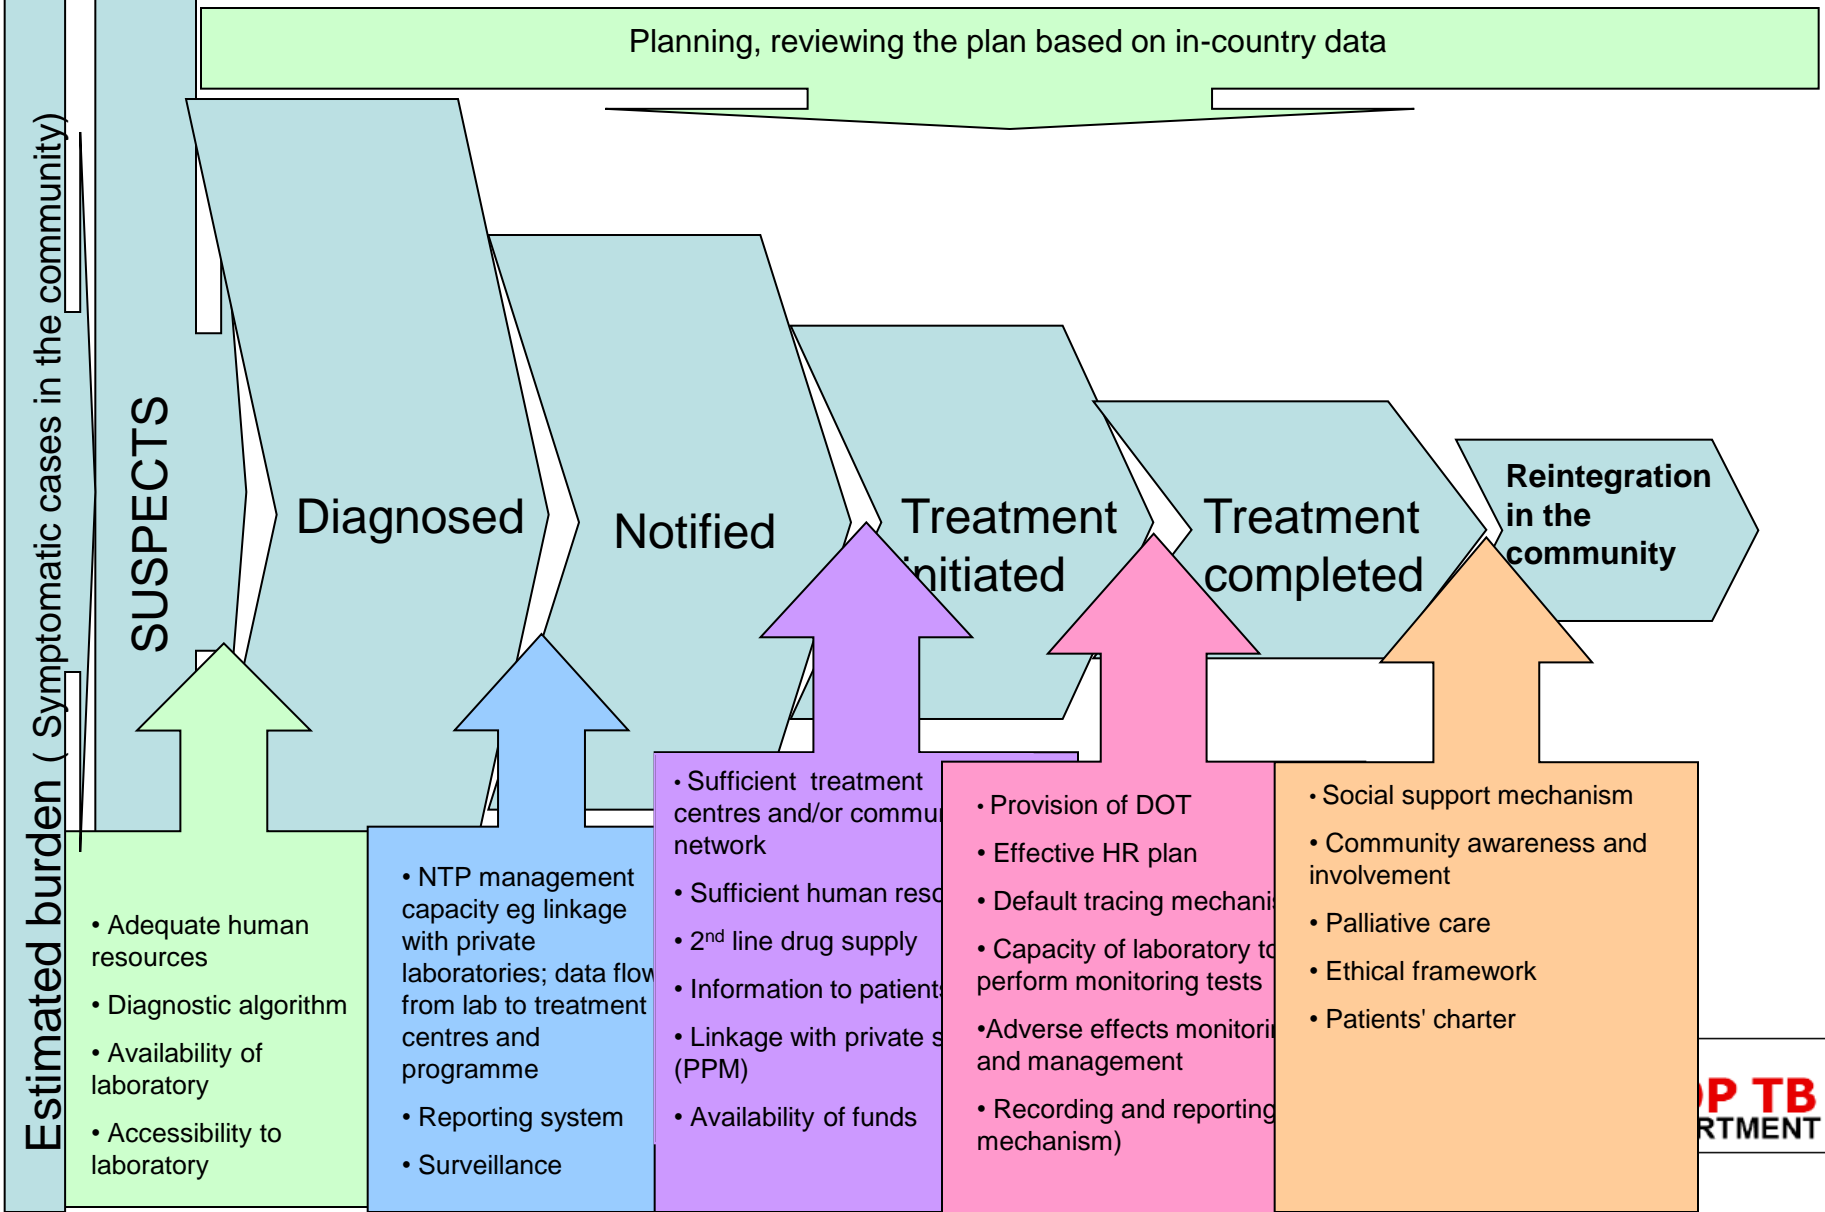 Planning, reviewing the plan based on in-country data
Estimated burden ( Symptomatic cases in the community)
SUSPECTS
Diagnosed
Notified
Treatment
initiated
Treatment
completed
Reintegration
in the
community
• Adequate human
resources
• Diagnostic algorithm
• Availability of
laboratory
• Accessibility to
laboratory
• NTP management
capacity eg linkage
with private
laboratories; data flow
from lab to treatment
centres and
programme
• Reporting system
• Surveillance
• Sufficient treatment
centres and/or
network
• Sufficient human
• 2nd line drug supply
• Information to patients
• Linkage with private
(PPM)
• Availability of funds
• Provision of DOT
• Effective HR plan
• Default tracing
• Capacity of laboratory to
perform monitoring tests
•Adverse effects
and management
• Recording and reporting
mechanism)
• Social support mechanism
• Community awareness and
involvement
• Palliative care
• Ethical framework
• Patients' charter
TB